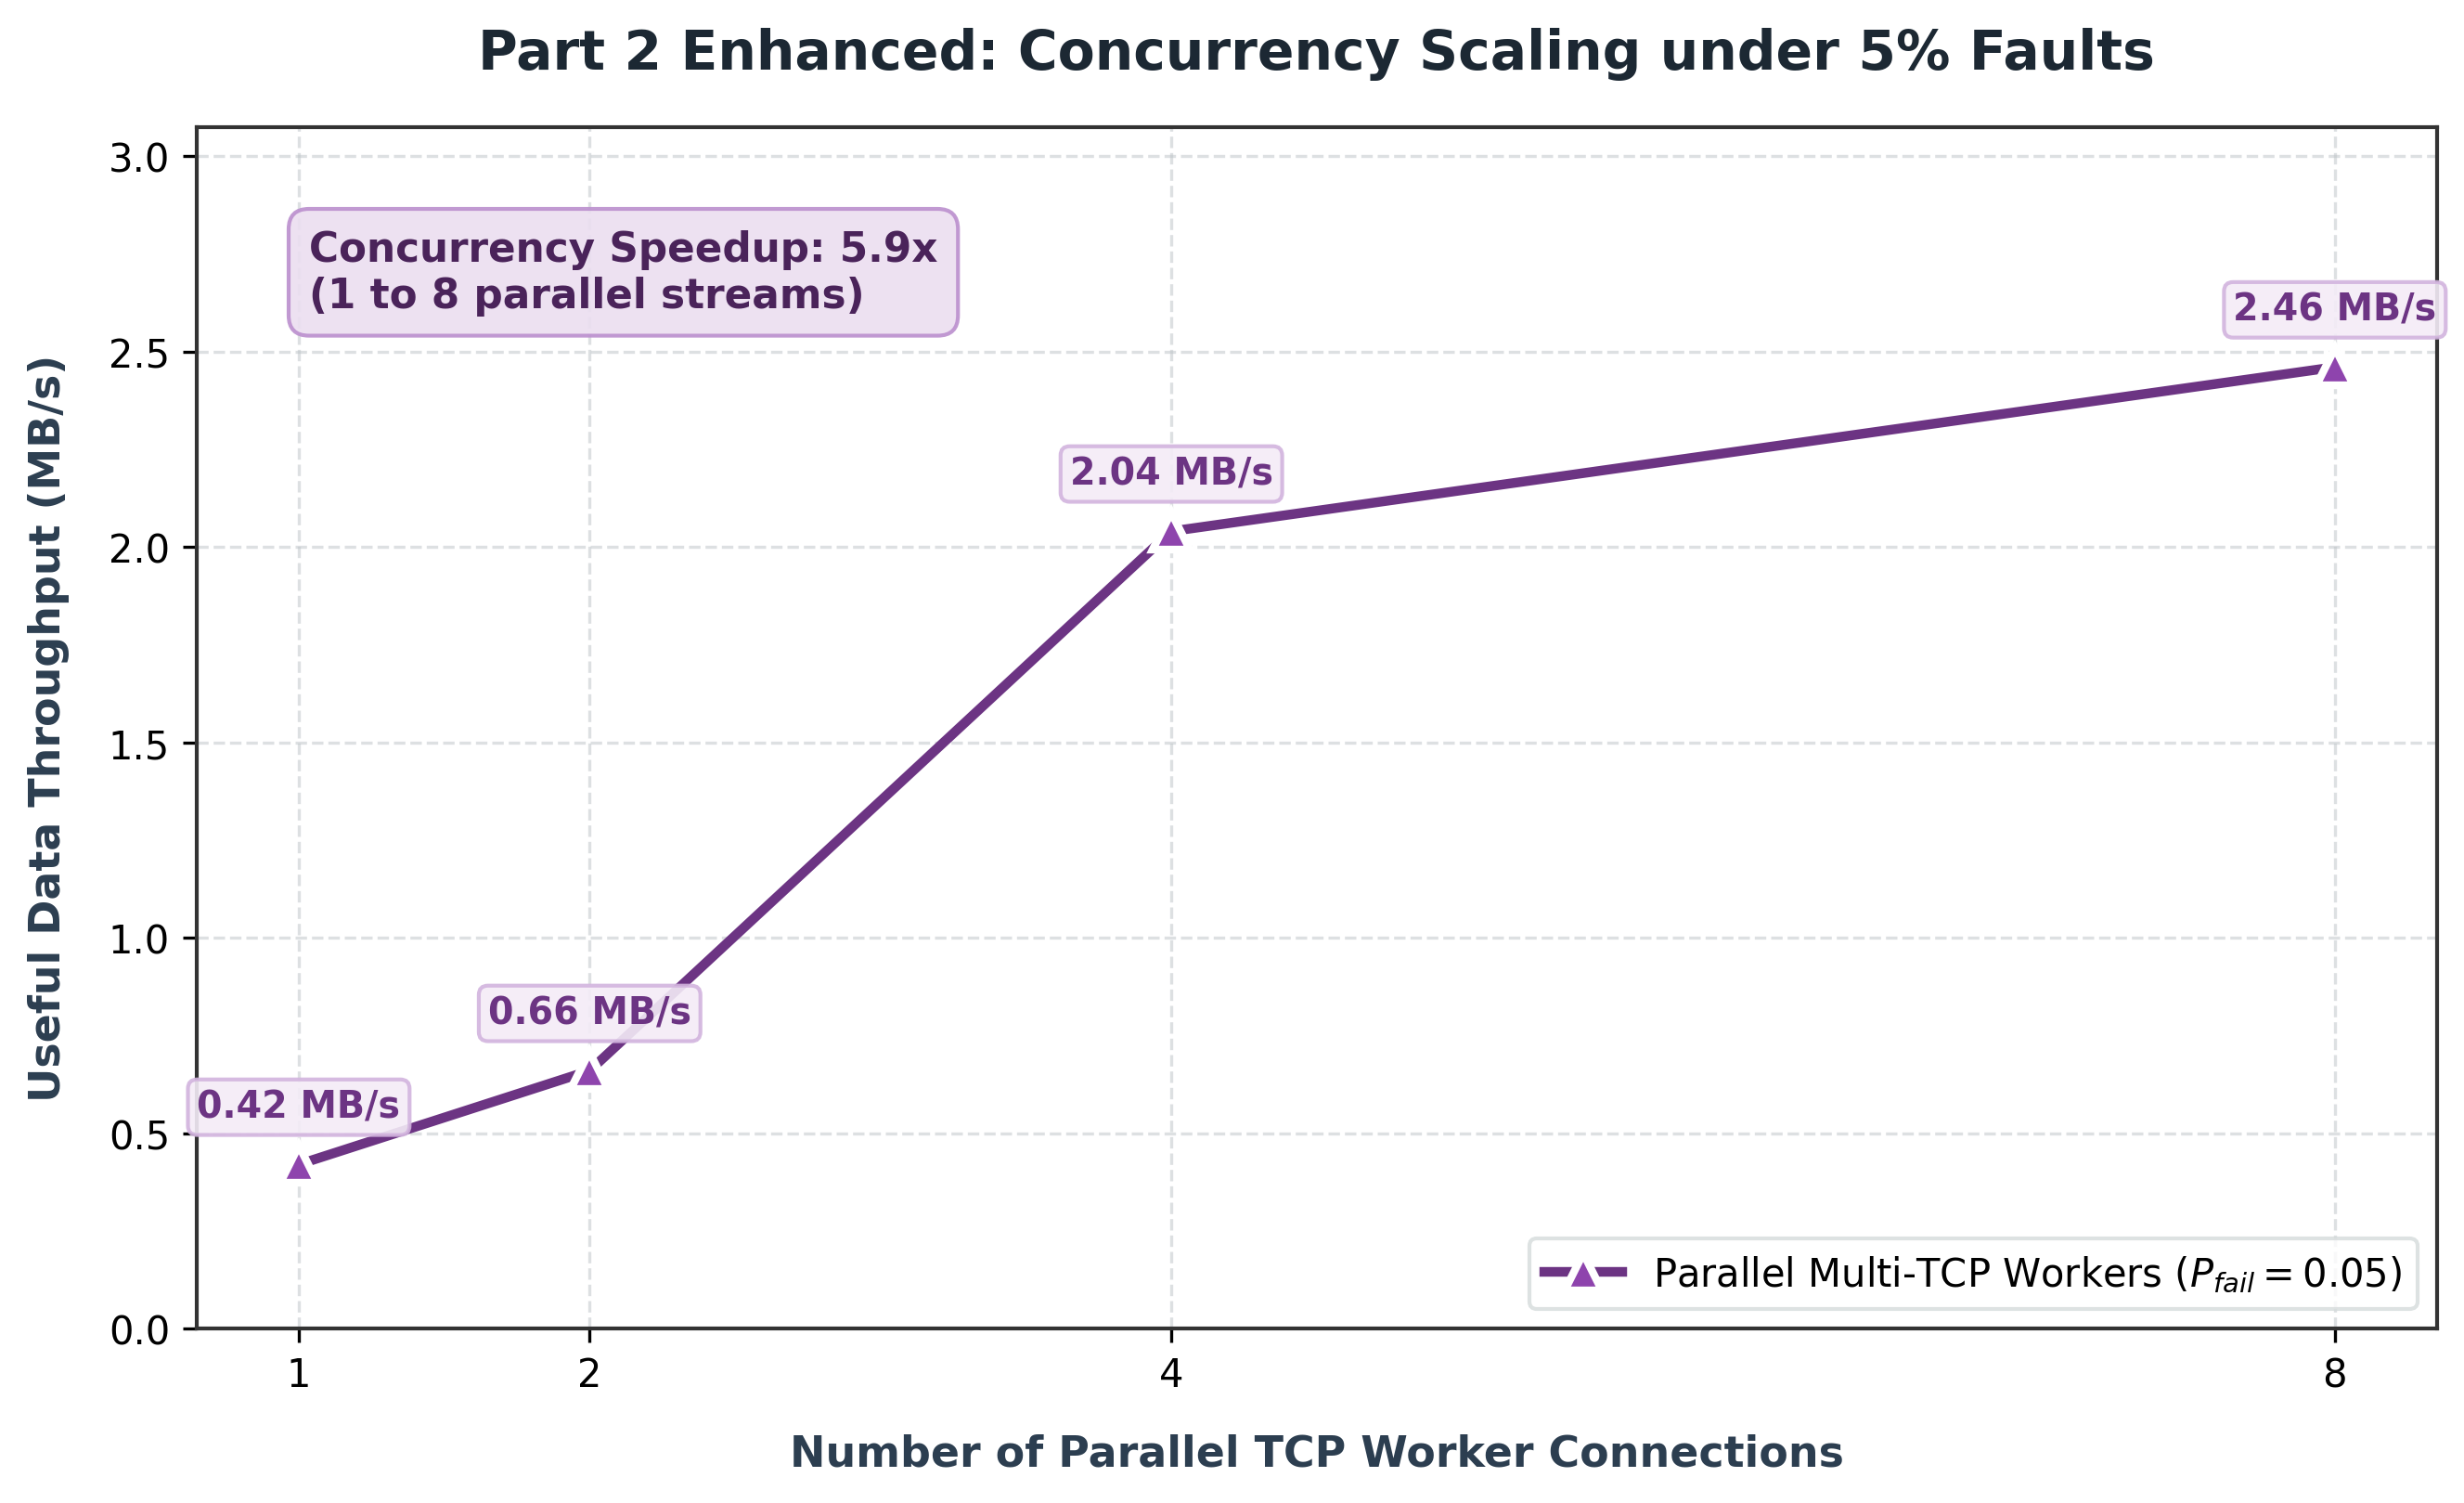 Part 2 Enhanced: Concurrency Scaling under 5% Faults
Useful Data Throughput (MB/s)
3.0
2.5
2.0
1.5
1.0
0.5
0.0
Concurrency Speedup: 5.9x
(1 to 8 parallel streams)
0.42 MB/s
0.66 MB/s
2.04 MB/s
2.46 MB/s
Parallel Multi-TCP Workers (P_fail = 0.05)
1
2
4
8
Number of Parallel TCP Worker Connections